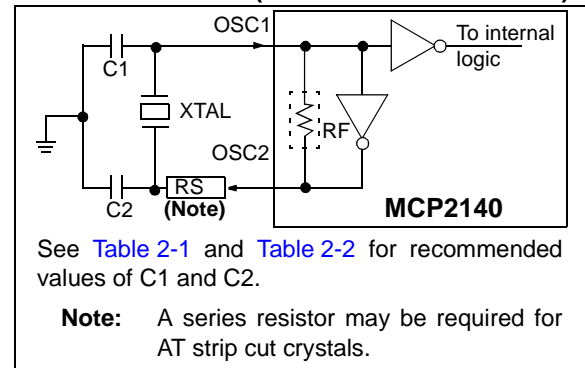 OSC1
To internal
logic
C1
XTAL
RF
OSC2
RS
C2
(Note)
MCP2140
See Table 2-1 and Table 2-2 for recommended
values of C1 and C2.
Note: A series resistor may be required for
AT strip cut crystals.